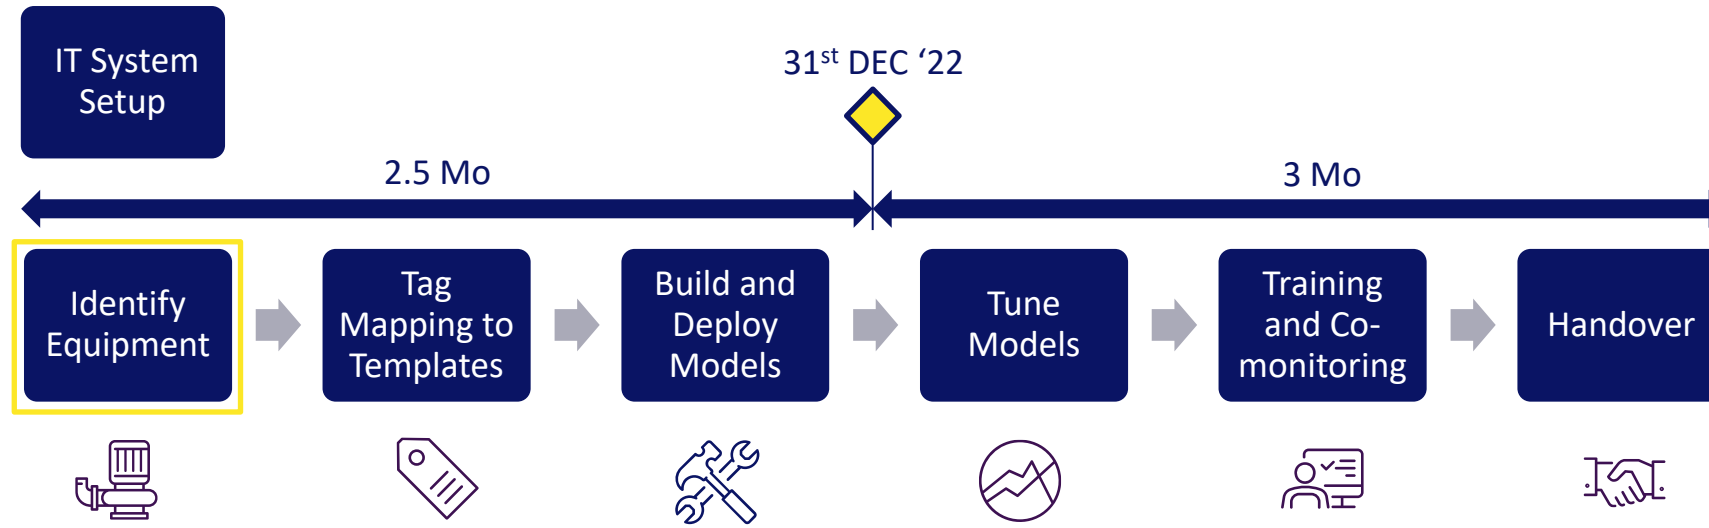 IT System
Setup
31st DEC ‘22
2.5 Mo
3 Mo
Identify
Equipment
Tag
Mapping to
Templates
Build and
Deploy
Models
Tune
Models
Training
and Co-
monitoring
Handover